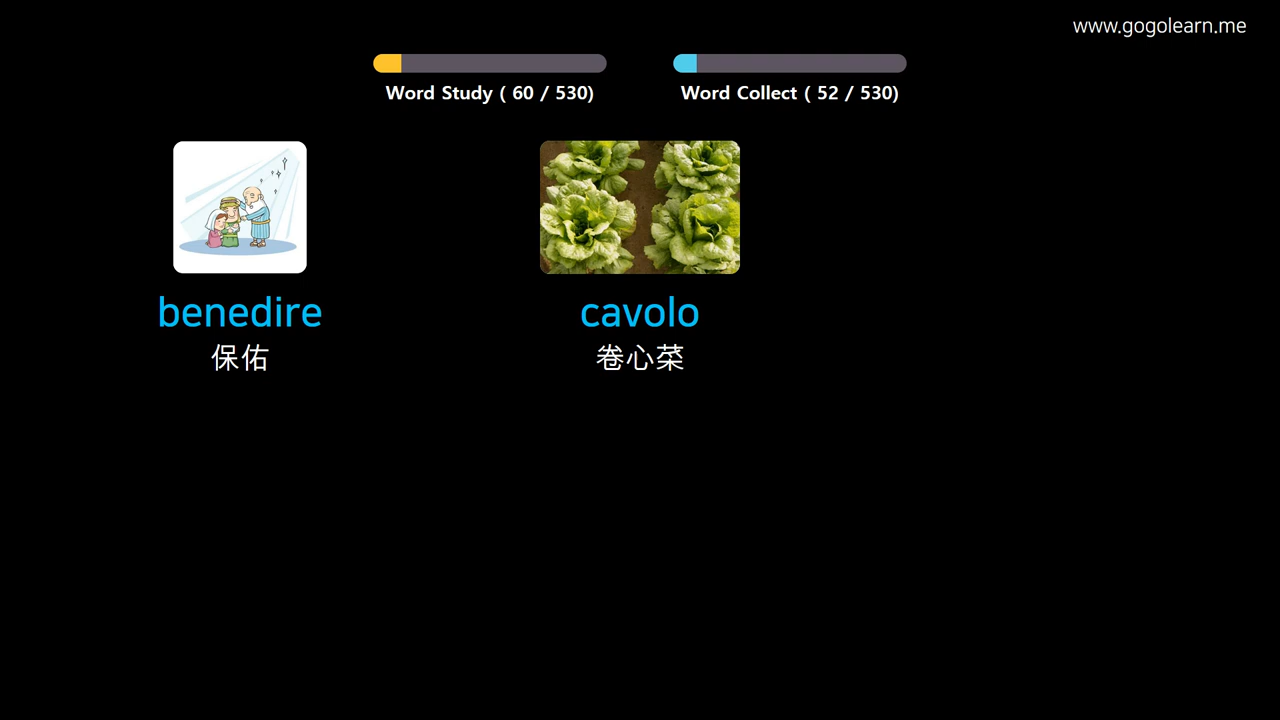 www.gogolearn.me
Word Study ( 60 / 530)
Word Collect ( 52 / 530)
benedire
保佑
cavolo
卷心菜